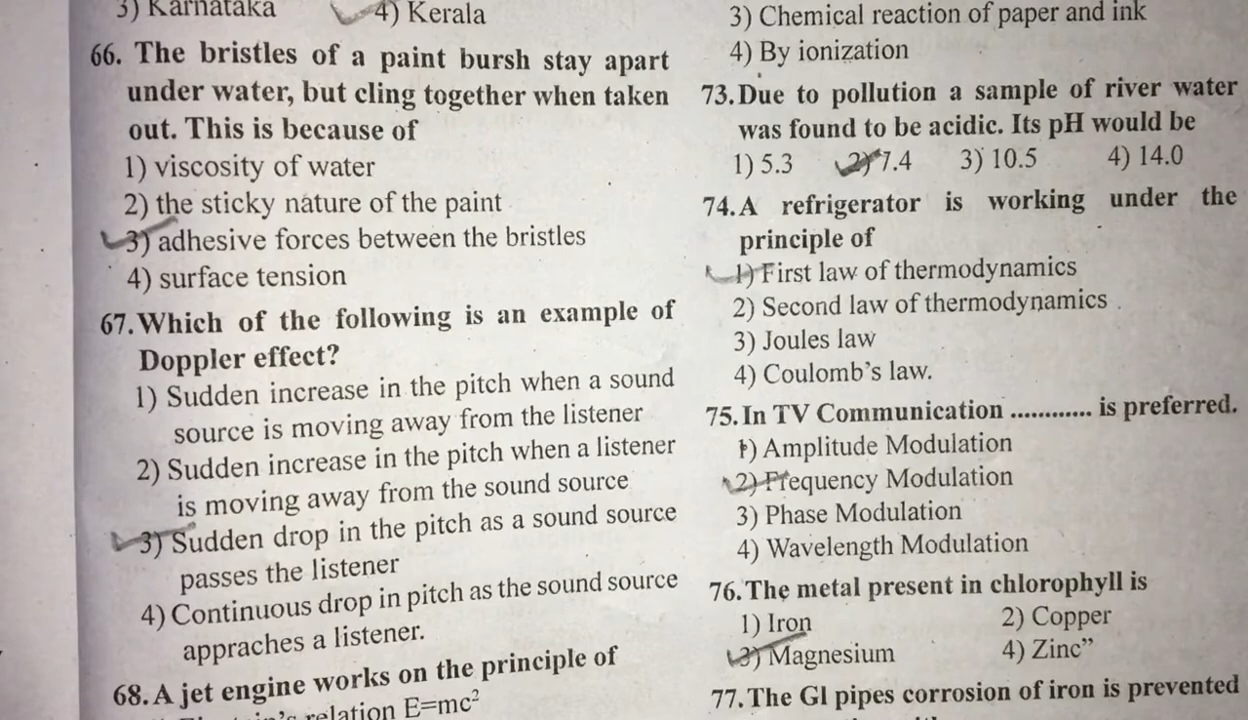 3) Karnataka 4) Kerala
66. The bristles of a paint bursh stay apart
under water, but cling together when taken
out. This is because of
1) viscosity of water
2) the sticky nature of the paint
3) adhesive forces between the bristles
4) surface tension
67. Which of the following is an example of
Doppler effect?
1) Sudden increase in the pitch when a sound
source is moving away from the listener
2) Sudden increase in the pitch when a listener
is moving away from the sound source
3) Sudden drop in the pitch as a sound source
passes the listener
4) Continuous drop in pitch as the sound source
appraches a listener.
68. A jet engine works on the principle of
relation E=mc²
3) Chemical reaction of paper and ink
4) By ionization
73. Due to pollution a sample of river water
was found to be acidic. Its pH would be
1) 5.3 2) 7.4 3) 10.5 4) 14.0
74. A refrigerator is working under the
principle of
1) First law of thermodynamics
2) Second law of thermodynamics
3) Joules law
4) Coulomb's law.
75. In TV Communication ............ is preferred.
1) Amplitude Modulation
2) Frequency Modulation
3) Phase Modulation
4) Wavelength Modulation
76. The metal present in chlorophyll is
1) Iron 2) Copper
3) Magnesium 4) Zinc”
77. The GI pipes corrosion of iron is prevented